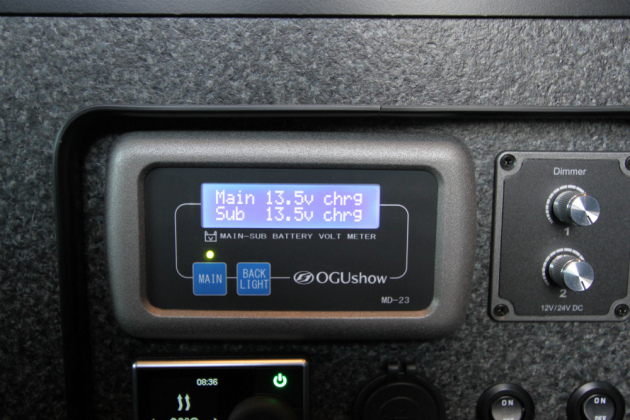 Main 13.5v chrg
Sub 13.5v chrg
MAIN-SUB BATTERY VOLT METER
MAIN
BACK
LIGHT
OGUshow
MD-23
Dimmer
1
2
12V/24V DC
08:36
ON
ON